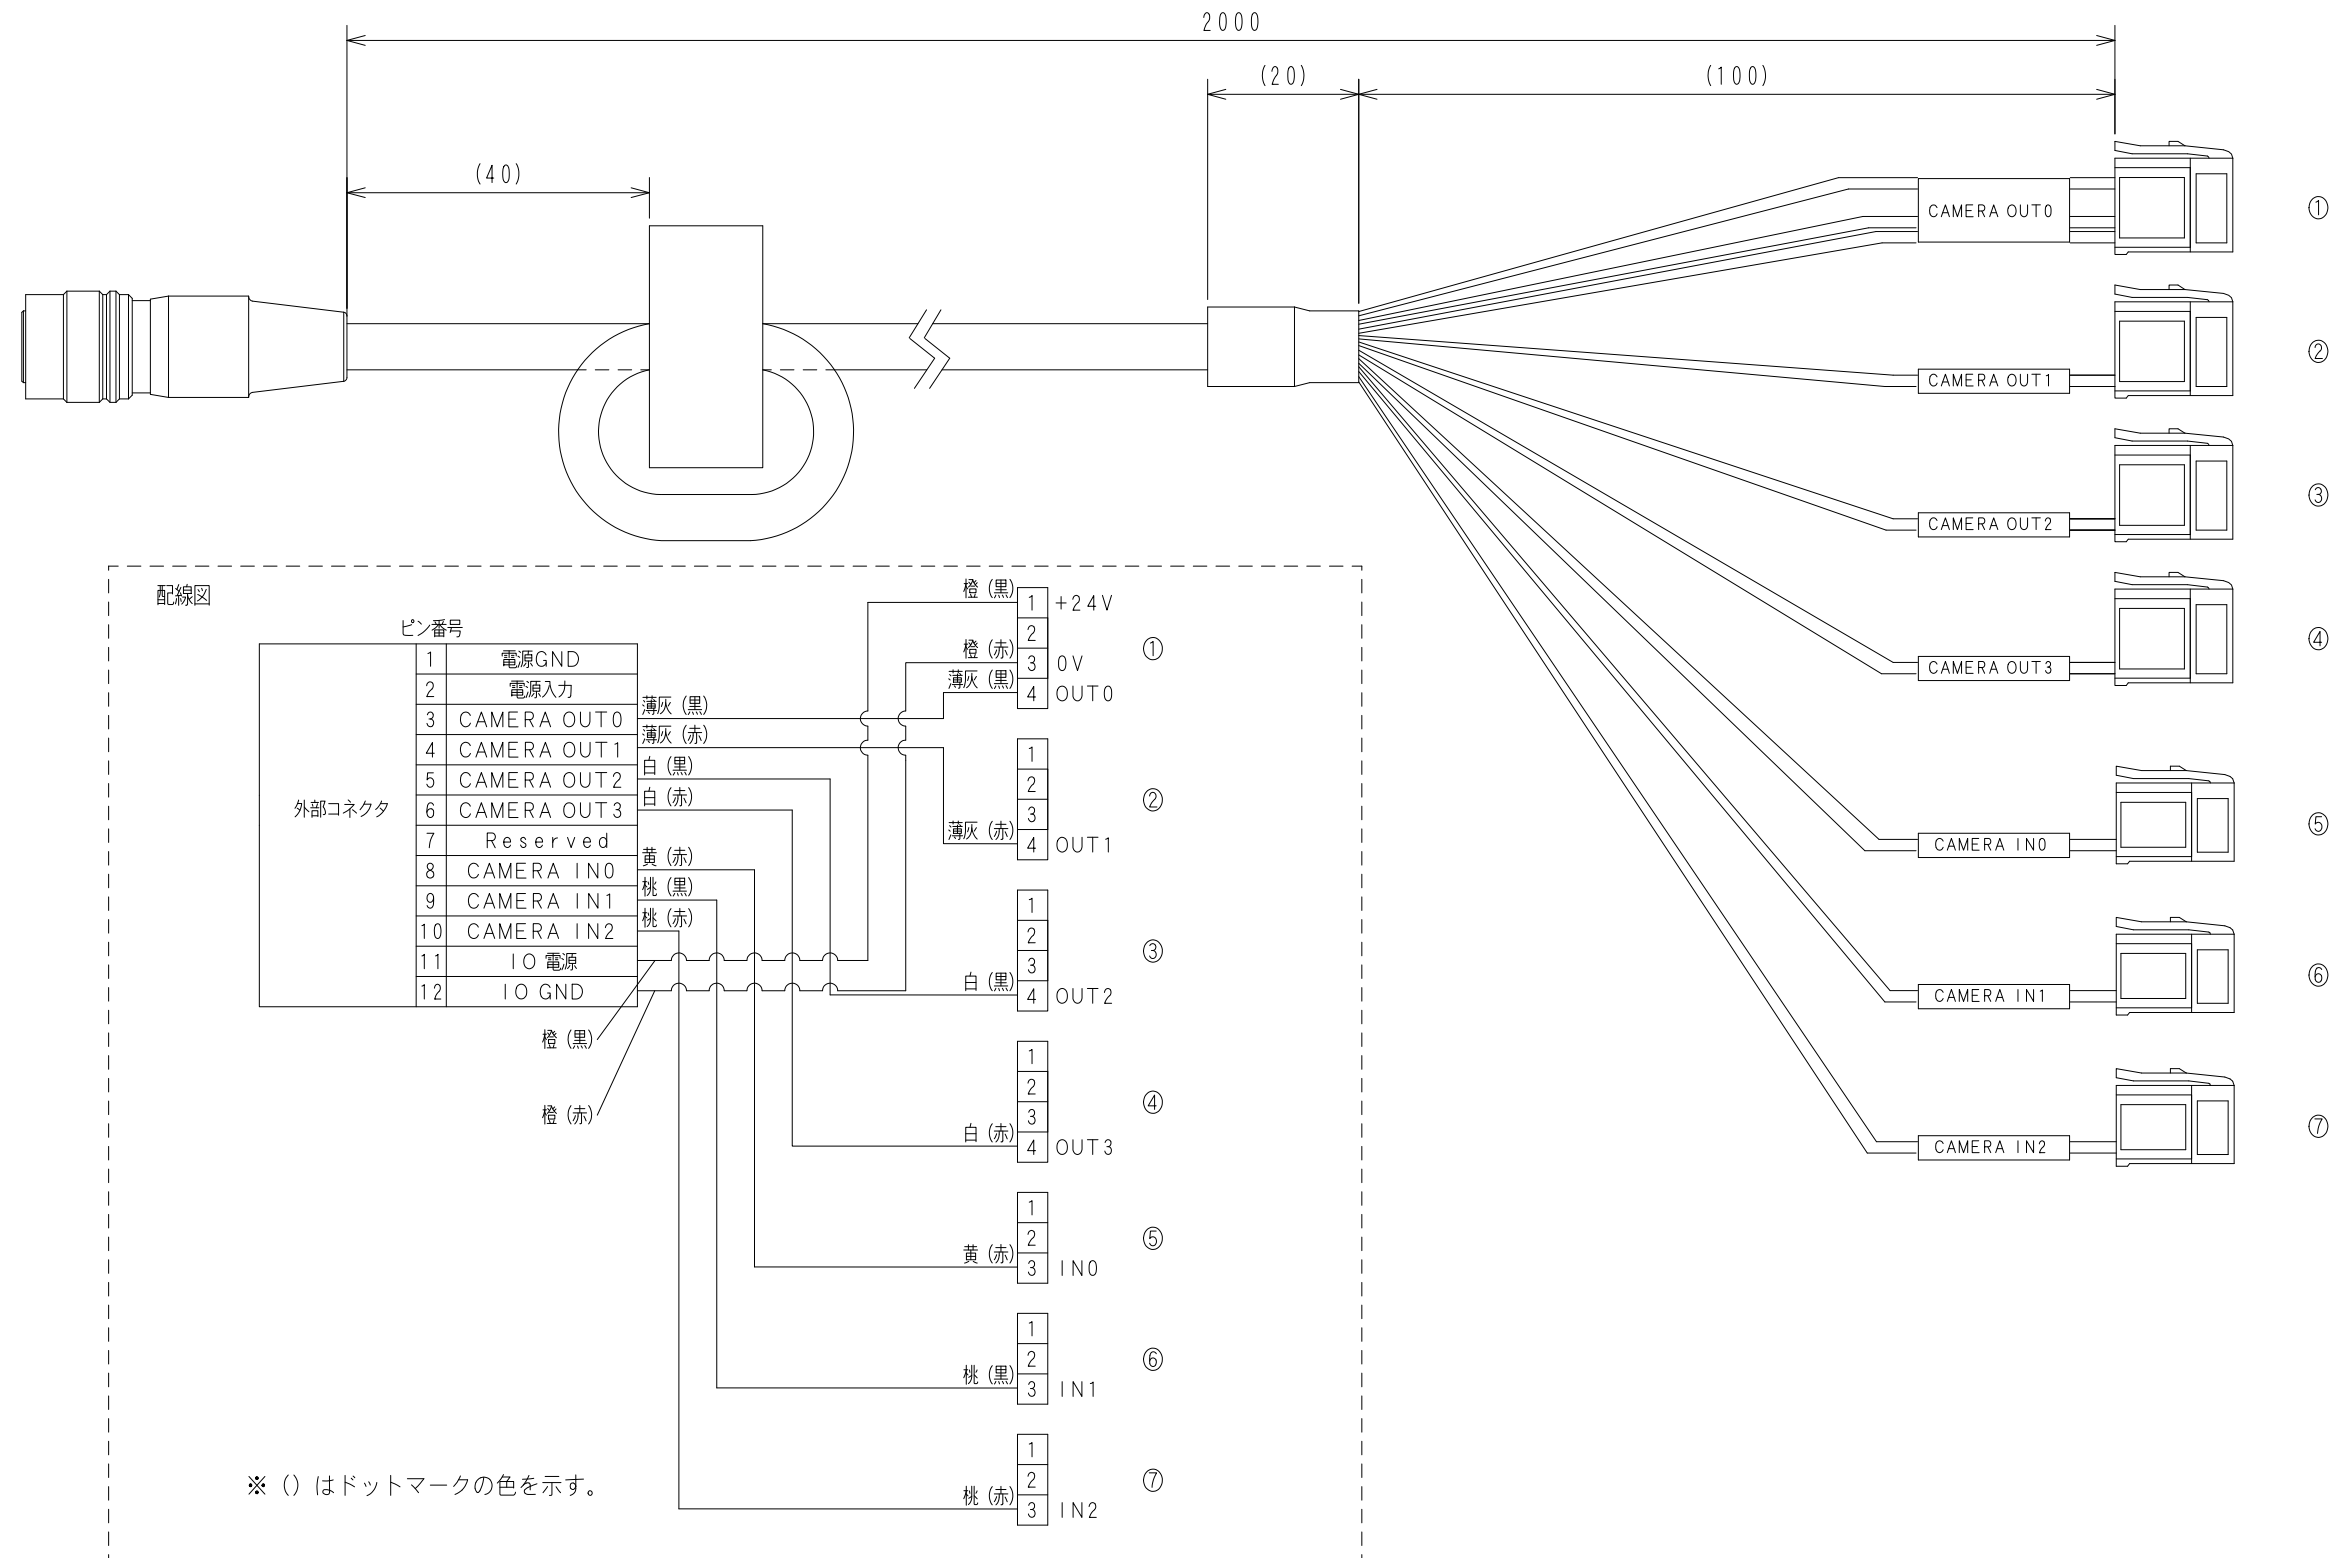 2000
(20)
(100)
(40)
CAMERA OUT0
①
CAMERA OUT1
②
CAMERA OUT2
③
CAMERA OUT3
④
CAMERA IN0
⑤
CAMERA IN1
⑥
CAMERA IN2
⑦
配線図
ピン番号
外部コネクタ
1 電源GND
2 電源入力
3 CAMERA OUT0
4 CAMERA OUT1
5 CAMERA OUT2
6 CAMERA OUT3
7 Reserved
8 CAMERA IN0
9 CAMERA IN1
10 CAMERA IN2
11 IO 電源
12 IO GND
薄灰 (黒)
薄灰 (赤)
白 (黒)
白 (赤)
黄 (赤)
桃 (黒)
桃 (赤)
橙 (黒)
橙 (赤)
橙 (黒) 1 +24V
2
橙 (赤) 3 0V
薄灰 (黒) 4 OUT0
①
1
2
3
薄灰 (赤) 4 OUT1
②
1
2
3
白 (黒) 4 OUT2
③
1
2
3
白 (赤) 4 OUT3
④
1
2
黄 (赤) 3 IN0
⑤
1
2
桃 (黒) 3 IN1
⑥
1
2
桃 (赤) 3 IN2
⑦
※ () はドットマークの色を示す。